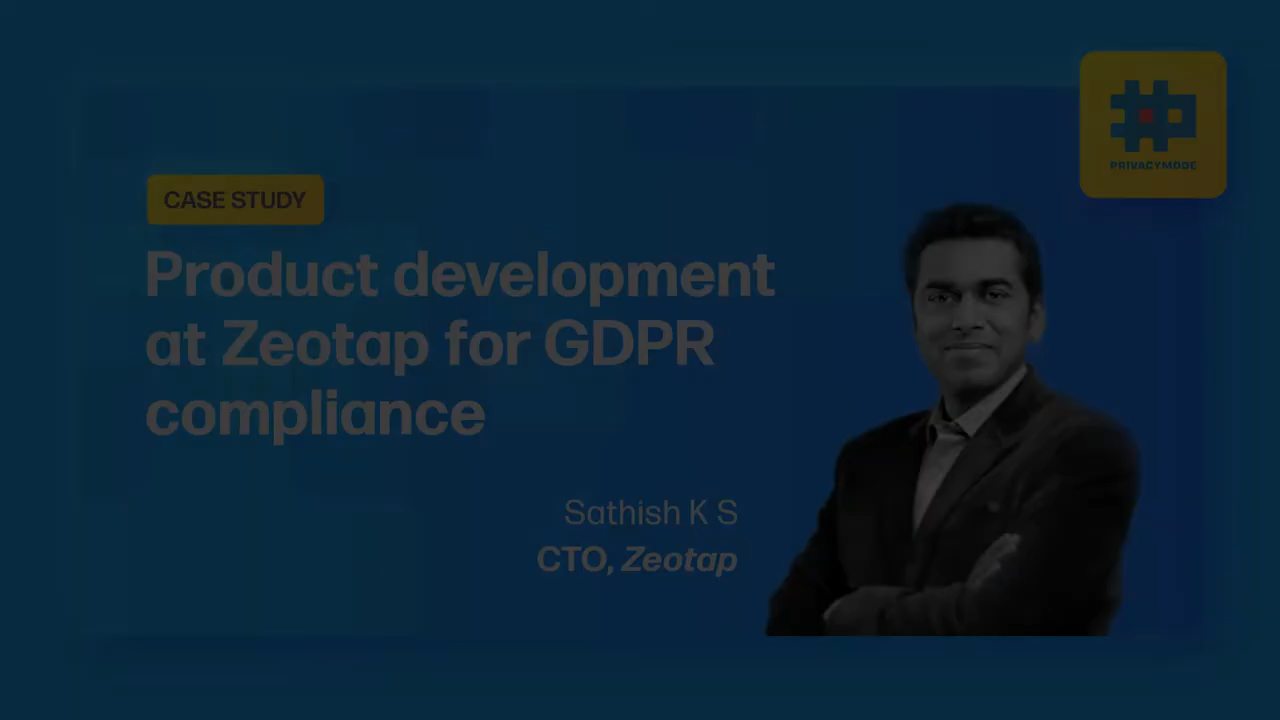 PRIVACYMODE
CASE STUDY
Product development
at Zeotap for GDPR
compliance
Sathish K S
CTO, Zeotap